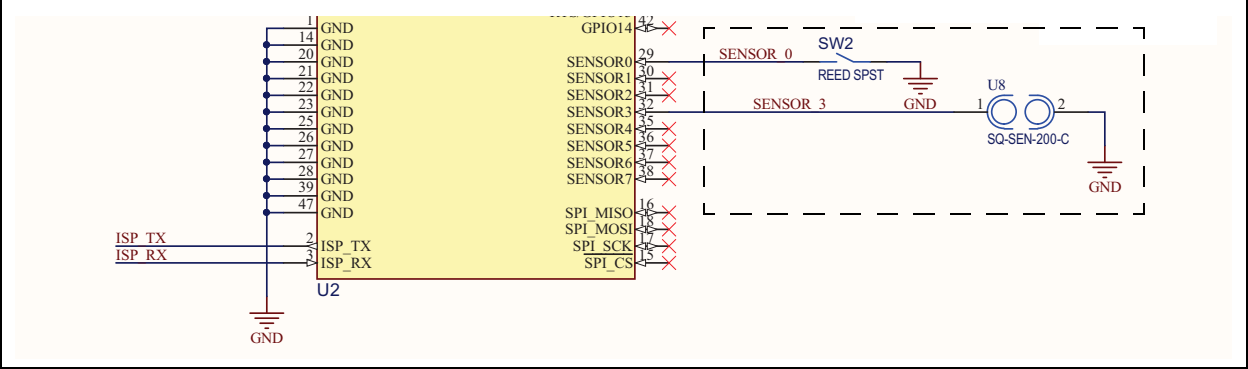 1 GND
14 GND
20 GND
21 GND
22 GND
23 GND
25 GND
26 GND
27 GND
28 GND
39 GND
47 GND
2 ISP_TX
3 ISP_RX
ISP_TX
ISP_RX
GND
U2
GPIO14 42
SENSOR0 29
SENSOR1 30
SENSOR2 31
SENSOR3 32
SENSOR4 35
SENSOR5 36
SENSOR6 37
SENSOR7 38
SPI_MISO 16
SPI_MOSI 18
SPI_SCK 17
SPI_CS 15
SENSOR_0
SW2
REED SPST
GND
SENSOR_3
U8
1 2
SQ-SEN-200-C
GND